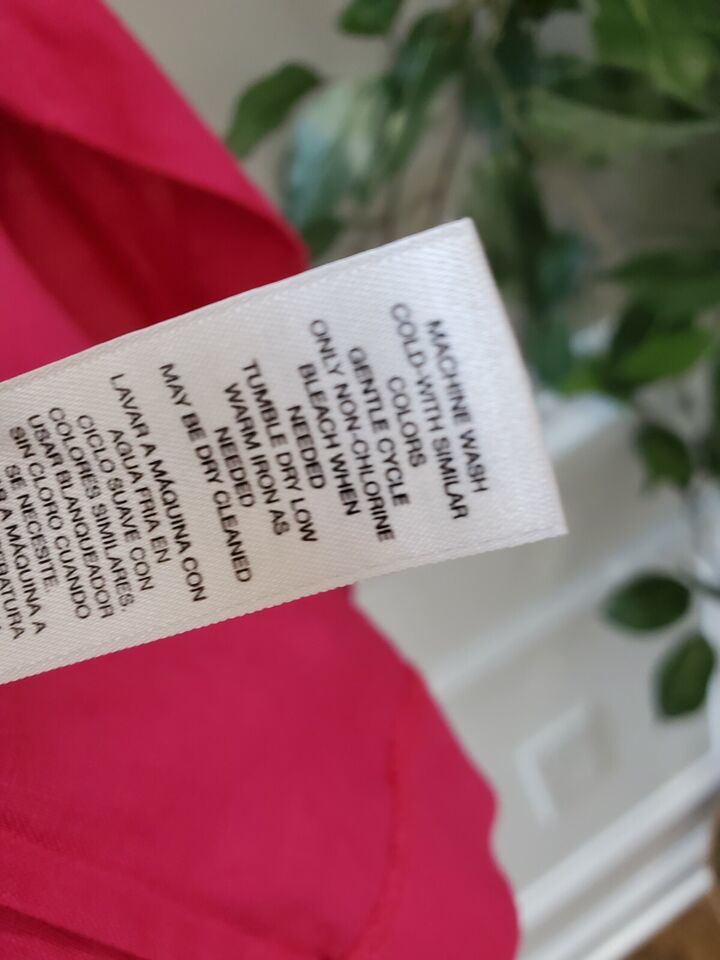 MACHINE WASH
COLD-WITH SIMILAR
COLORS
GENTLE CYCLE
ONLY NON-CHLORINE
BLEACH WHEN
NEEDED
TUMBLE DRY LOW
WARM IRON AS
NEEDED
MAY BE DRY CLEANED
LAVAR A MÁQUINA CON
AGUA FRIA EN
CICLO SUAVE CON
COLORES SIMILARES.
USAR BLANQUEADOR
SIN CLORO CUANDO
SE NECESITE.
A MÁQUINA A